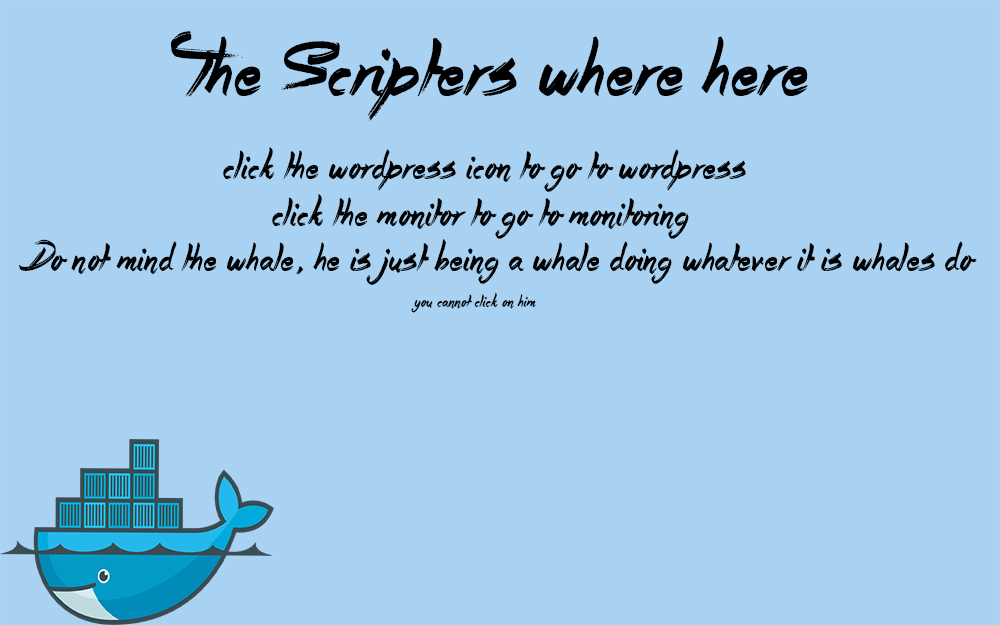 The Scripters where here
click the wordpress icon to go to wordpress
click the monitor to go to monitoring
Do not mind the whale, he is just being a whale doing whatever it is whales do
you cannot click on him